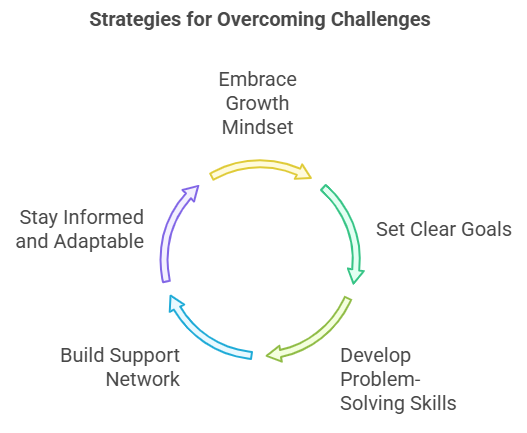 Strategies for Overcoming Challenges
Embrace
Growth
Mindset
Set Clear Goals
Develop
Problem-
Solving Skills
Build Support
Network
Stay Informed
and Adaptable